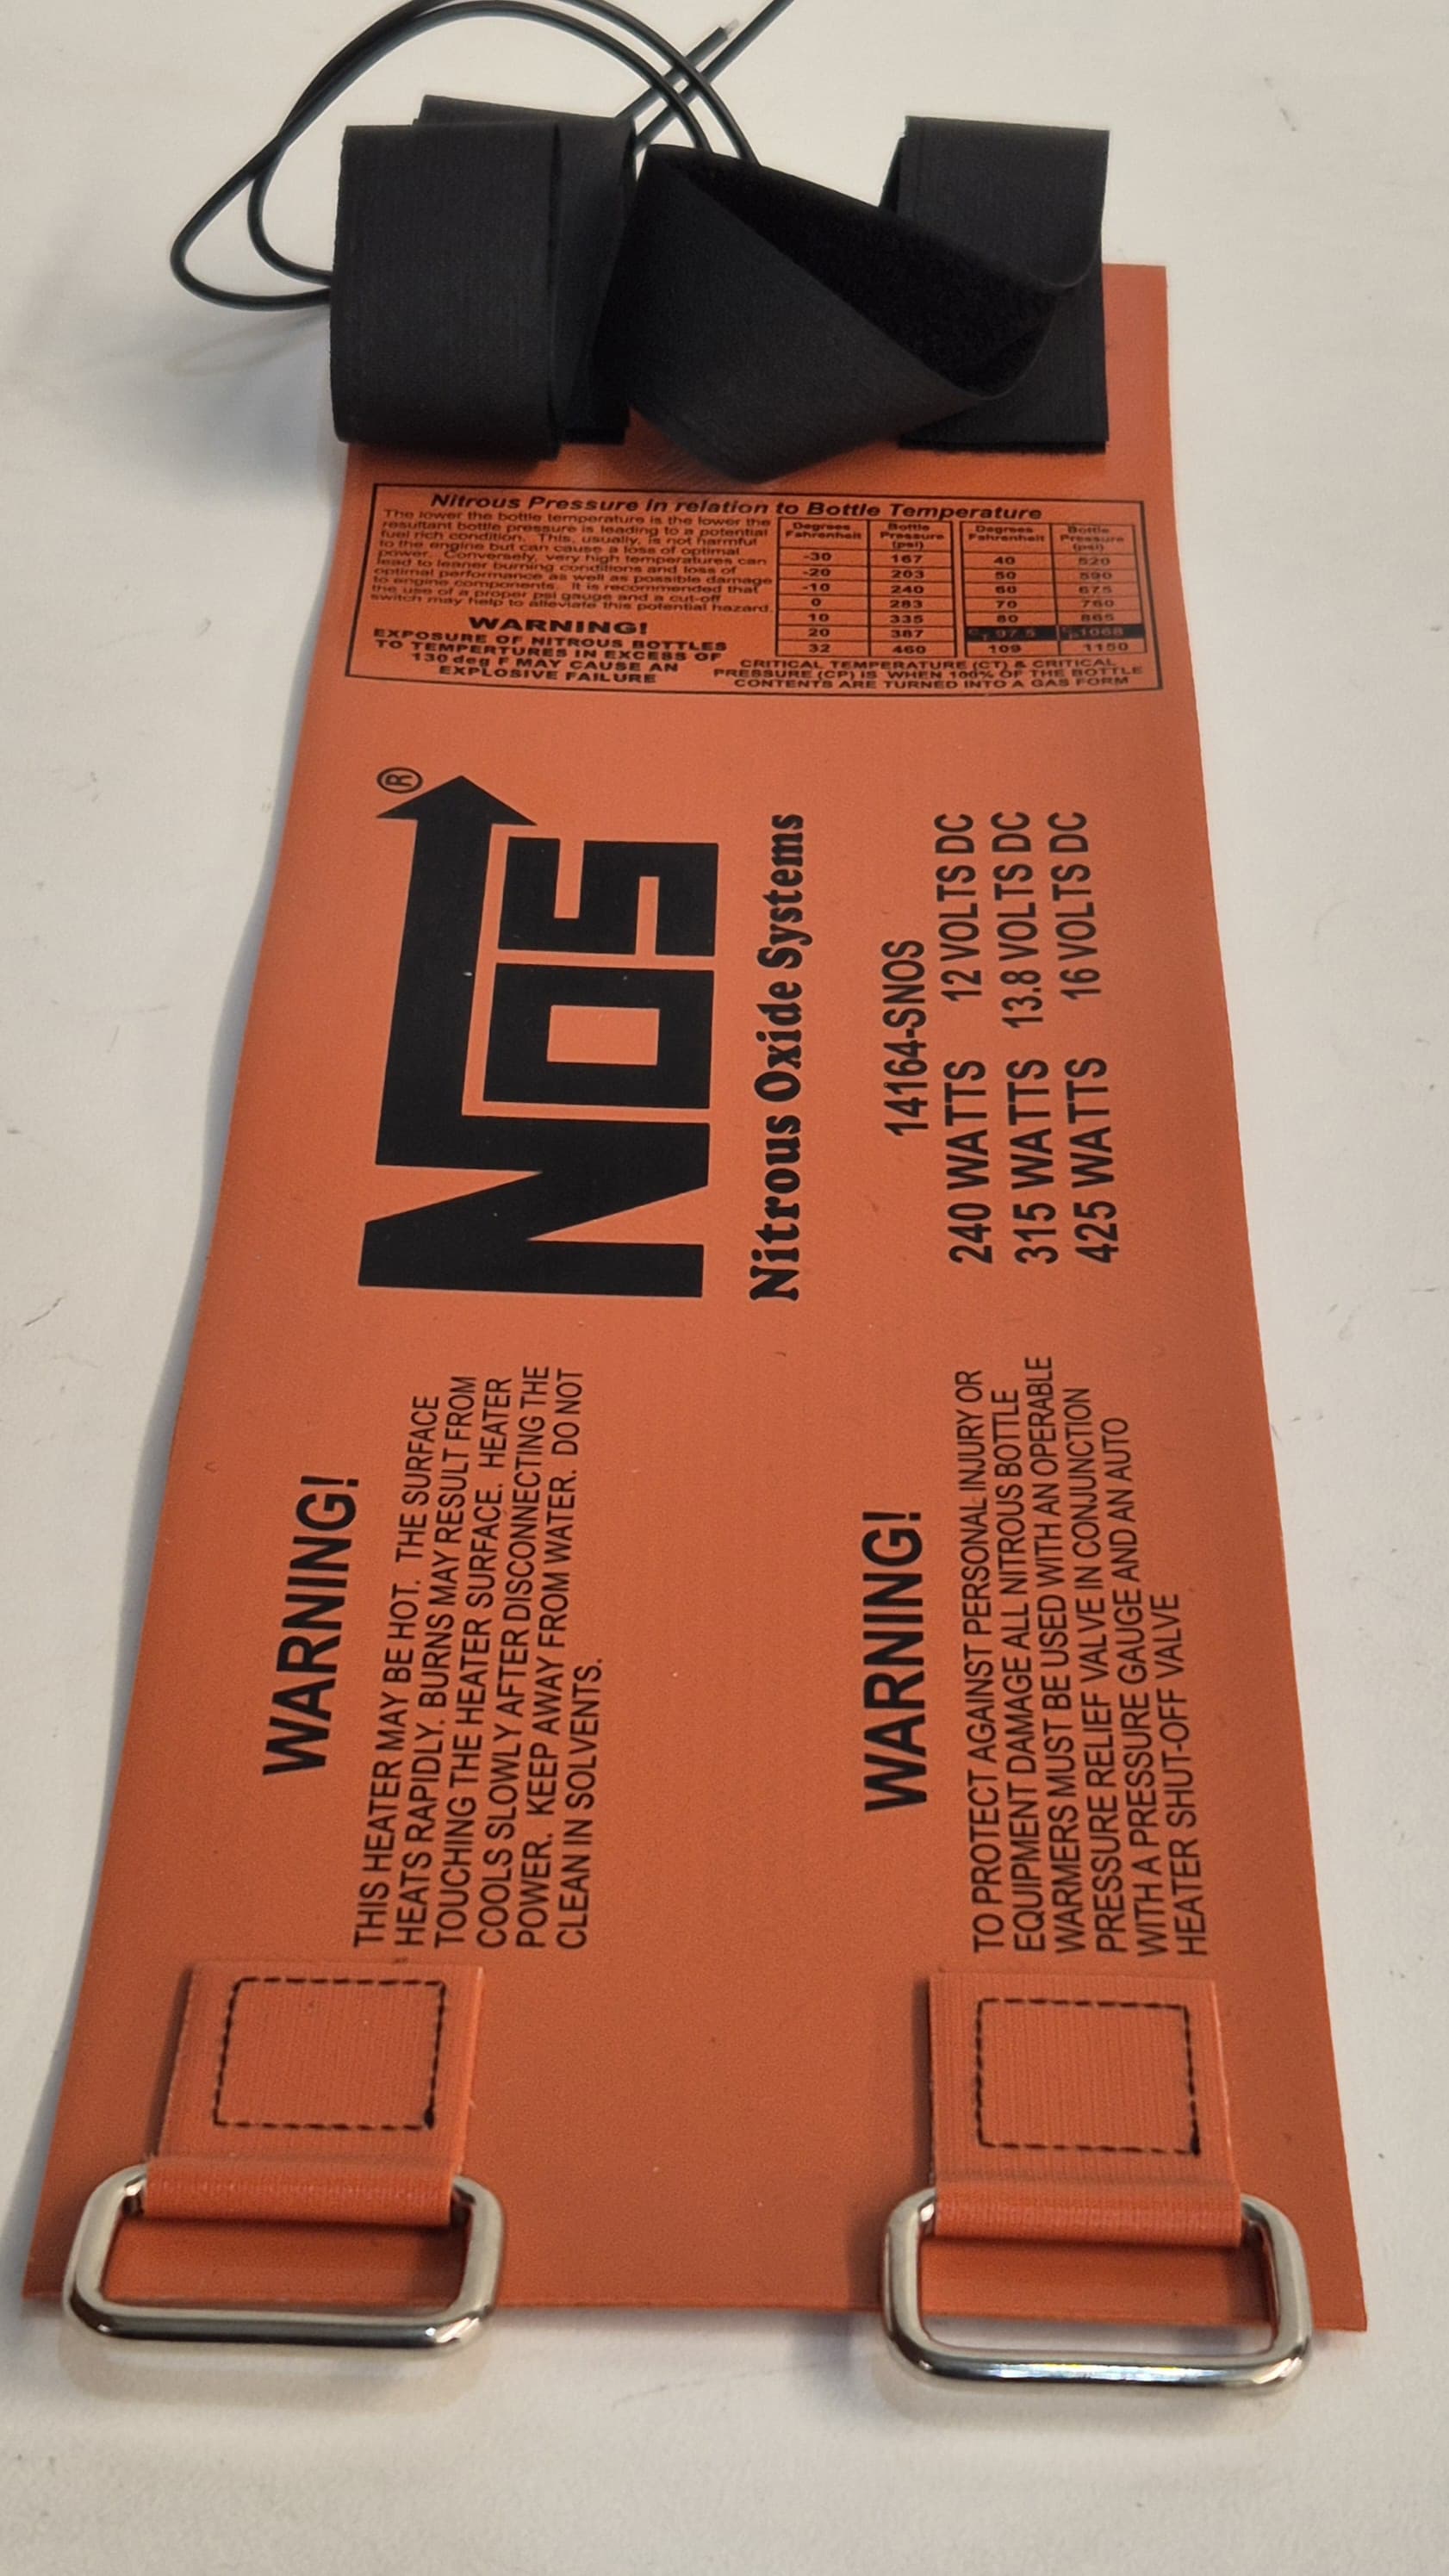 Nitrous Pressure in relation to Bottle Temperature
The lower the bottle temperature is the lower the
resultant bottle pressure is leading to a potential
fuel rich condition. This, usually, is not harmful
to the engine but can cause a loss of optimal
power. Conversely, very high temperatures can
lead to leaner burning conditions and loss of
optimal performance as well as possible damage
to engine components. It is recommended that
the use of a proper psi gauge and a cut-off
switch may help to alleviate this potential hazard.
WARNING!
EXPOSURE OF NITROUS BOTTLES
TO TEMPERTURES IN EXCESS OF
130 deg F MAY CAUSE AN
EXPLOSIVE FAILURE
Degrees Fahrenheit Bottle Pressure (psi) Degrees Fahrenheit Bottle Pressure (psi)
-30 167 40 520
-20 203 50 590
-10 240 60 675
0 283 70 760
10 335 80 865
20 387 CT 97.5 CP 1068
32 460 109 1150
CRITICAL TEMPERATURE (CT) & CRITICAL
PRESSURE (CP) IS WHEN 100% OF THE BOTTLE
CONTENTS ARE TURNED INTO A GAS FORM
NOS®
Nitrous Oxide Systems
14164-SNOS
240 WATTS 12 VOLTS DC
315 WATTS 13.8 VOLTS DC
425 WATTS 16 VOLTS DC
WARNING!
THIS HEATER MAY BE HOT. THE SURFACE
HEATS RAPIDLY. BURNS MAY RESULT FROM
TOUCHING THE HEATER SURFACE. HEATER
COOLS SLOWLY AFTER DISCONNECTING THE
POWER. KEEP AWAY FROM WATER. DO NOT
CLEAN IN SOLVENTS.
WARNING!
TO PROTECT AGAINST PERSONAL INJURY OR
EQUIPMENT DAMAGE ALL NITROUS BOTTLE
WARMERS MUST BE USED WITH AN OPERABLE
PRESSURE RELIEF VALVE IN CONJUNCTION
WITH A PRESSURE GAUGE AND AN AUTO
HEATER SHUT-OFF VALVE